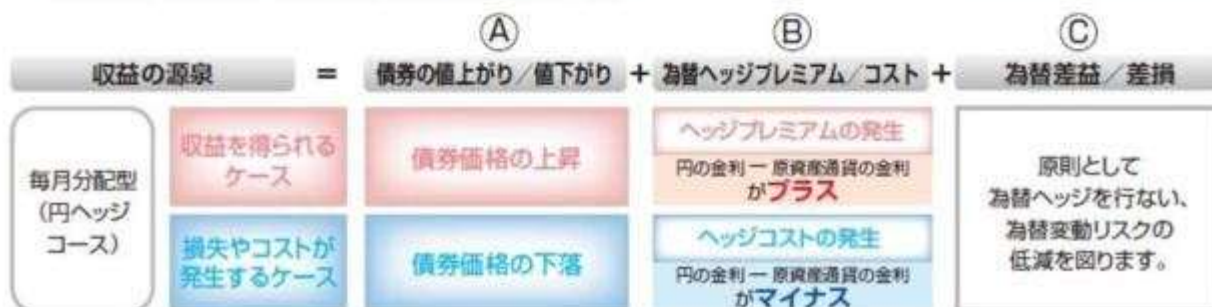 Ⓐ Ⓑ Ⓒ
収益の源泉 = 債券の値上がり/値下がり + 為替ヘッジプレミアム/コスト + 為替差益/差損
毎月分配型
(円ヘッジ
コース)
収益を得られる
ケース
債券価格の上昇
ヘッジプレミアムの発生
円の金利 ー 原資産通貨の金利
がプラス
損失やコストが
発生するケース
債券価格の下落
ヘッジコストの発生
円の金利 ー 原資産通貨の金利
がマイナス
原則として
為替ヘッジを行ない、
為替変動リスクの
低減を図ります。